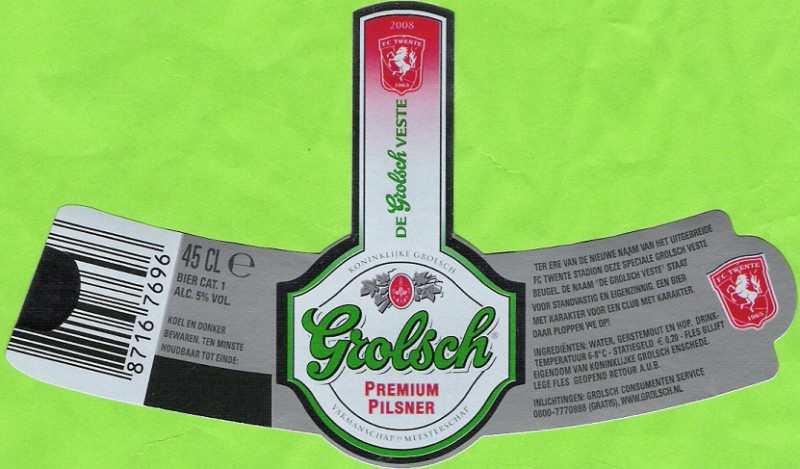 2008
FC TWENTE
1965
DE Grolsch VESTE
8716 7696
45 CL e
BIER CAT. 1
ALC. 5% VOL.
KOEL EN DONKER
BEWAREN. TEN MINSTE
HOUDBAAR TOT EINDE:
KONINKLIJKE GROLSCH
Grolsch®
PREMIUM
PILSNER
VAKMANSCHAP IS MEESTERSCHAP
TER ERE VAN DE NIEUWE NAAM VAN HET UITGEBREIDE
FC TWENTE STADION DEZE SPECIALE GROLSCH VESTE
BEUGEL. DE NAAM 'DE GROLSCH VESTE' STAAT
VOOR STANDVASTIG EN EIGENZINNIG. EEN BIER
MET KARAKTER VOOR EEN CLUB MET KARAKTER.
DAAR PLOPPEN WE OP!
INGREDIËNTEN: WATER, GERSTEMOUT EN HOP. DRINK-
TEMPERATUUR 6-8°C - STATIEGELD € 0,20 - FLES BLIJFT
EIGENDOM VAN KONINKLIJKE GROLSCH ENSCHEDE.
LEGE FLES GEOPEND RETOUR A.U.B.
INLICHTINGEN: GROLSCH CONSUMENTEN SERVICE
0800-7770888 (GRATIS), WWW.GROLSCH.NL
FC TWENTE
1965